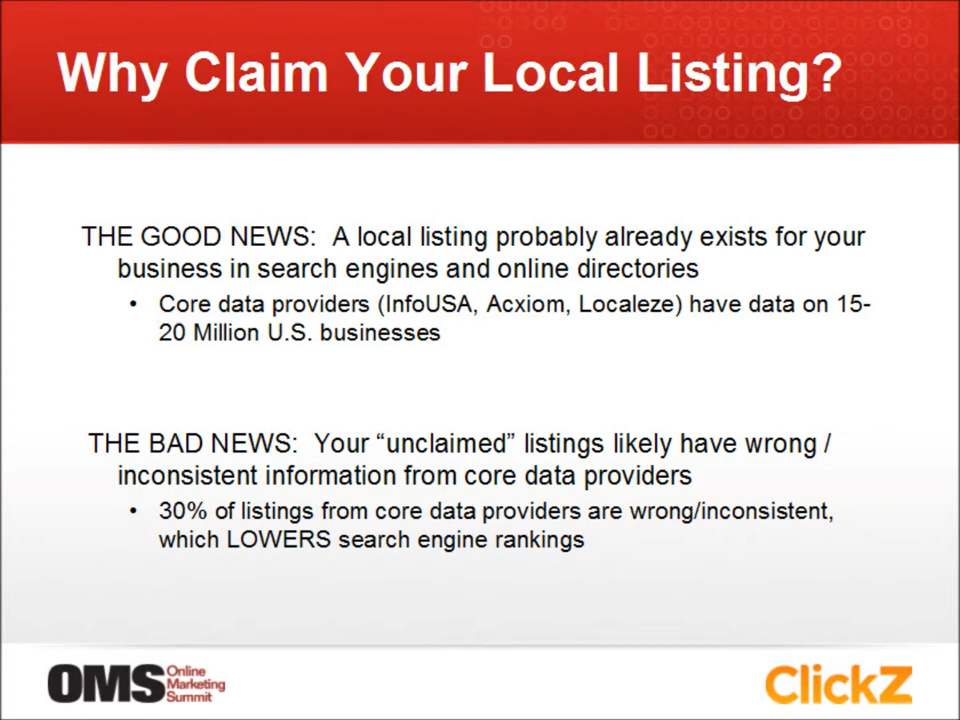 Why Claim Your Local Listing?
THE GOOD NEWS:  A local listing probably already exists for your
business in search engines and online directories
• Core data providers (InfoUSA, Acxiom, Localeze) have data on 15-
20 Million U.S. businesses
THE BAD NEWS:  Your “unclaimed” listings likely have wrong /
inconsistent information from core data providers
• 30% of listings from core data providers are wrong/inconsistent,
which LOWERS search engine rankings
OMS Online
Marketing
Summit
ClickZ